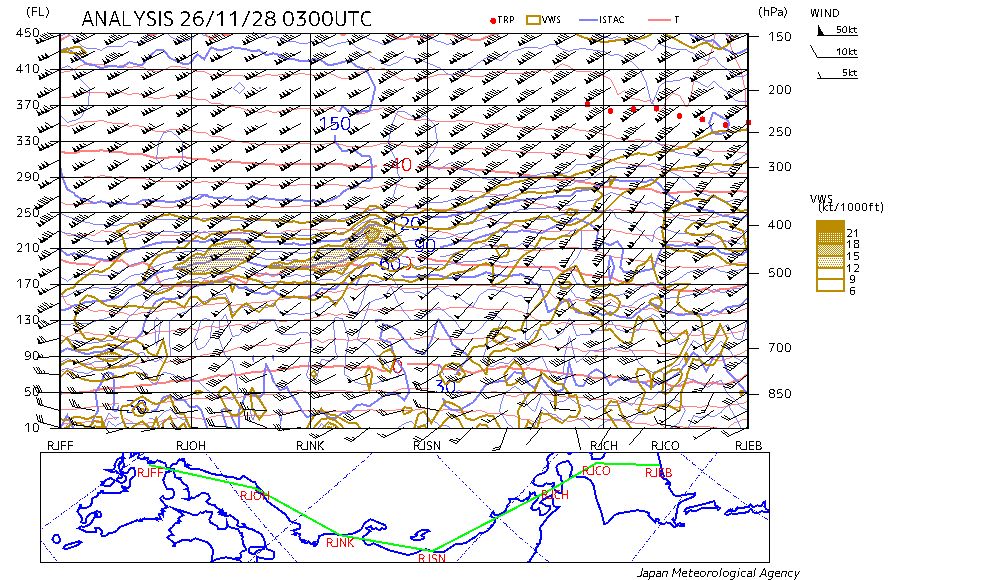 (FL) ANALYSIS 26/11/28 0300UTC TRP VWS ISTAC T (hPa) WIND
450 150 50kt
410 10kt
5kt
370 200
150
330 250
290 300
250 VWS
(kt/1000ft)
120 400
210 90 21
60 18
15
170 500 12
9
130 6
90 700
0
50 30 850
30
10
RJFF RJOH RJNK RJSN RJCH RJCO RJEB
RJFF RJOH RJNK RJSN RJCH RJCO RJEB
Japan Meteorological Agency